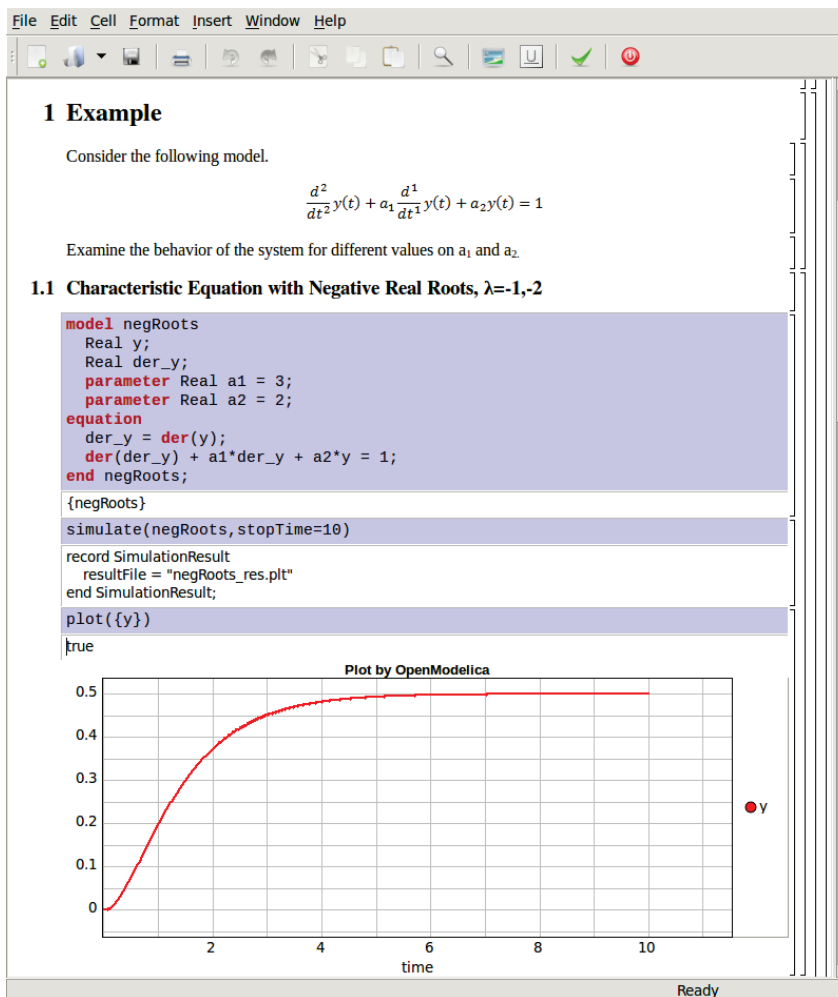 File Edit Cell Format Insert Window Help
U
1 Example
Consider the following model.
d²/dt² y(t) + a₁ d¹/dt¹ y(t) + a₂y(t) = 1
Examine the behavior of the system for different values on a₁ and a₂.
1.1 Characteristic Equation with Negative Real Roots, λ=-1,-2
model negRoots
Real y;
Real der_y;
parameter Real a1 = 3;
parameter Real a2 = 2;
equation
der_y = der(y);
der(der_y) + a1*der_y + a2*y = 1;
end negRoots;
{negRoots}
simulate(negRoots,stopTime=10)
record SimulationResult
resultFile = "negRoots_res.plt"
end SimulationResult;
plot({y})
true
Plot by OpenModelica
0.5
0.4
0.3
0.2
0.1
0
y
2 4 6 8 10
time
Ready